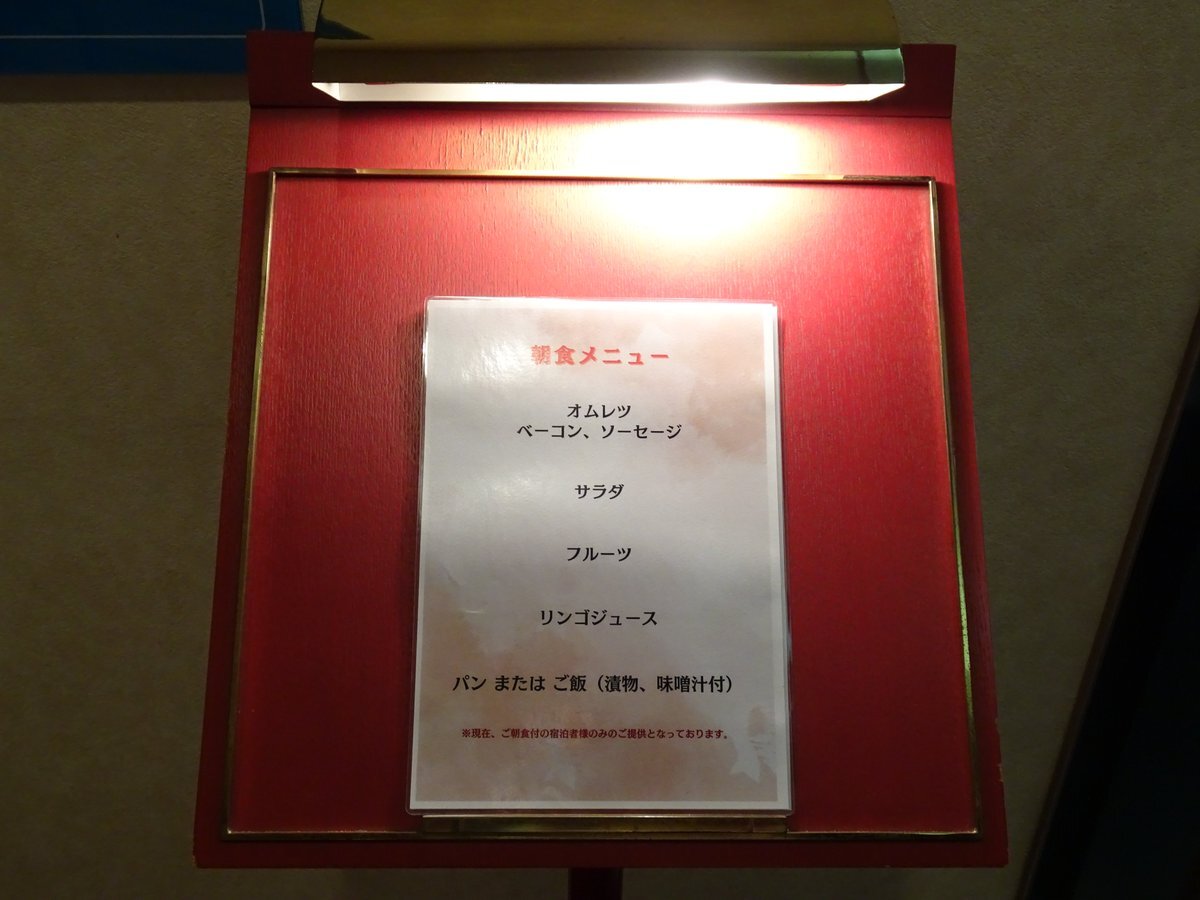 朝食メニュー
オムレツ
ベーコン、ソーセージ
サラダ
フルーツ
リンゴジュース
パン または ご飯（漬物、味噌汁付）
※現在、ご朝食付の宿泊者様のみのご提供となっております。